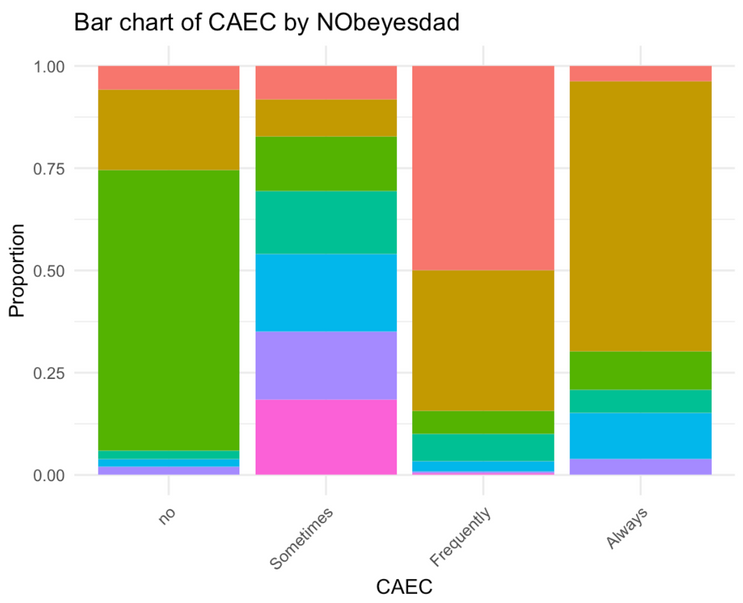 Bar chart of CAEC by NObeyesdad
1.00
0.75
0.50
0.25
0.00
Proportion
no
Sometimes
Frequently
Always
CAEC